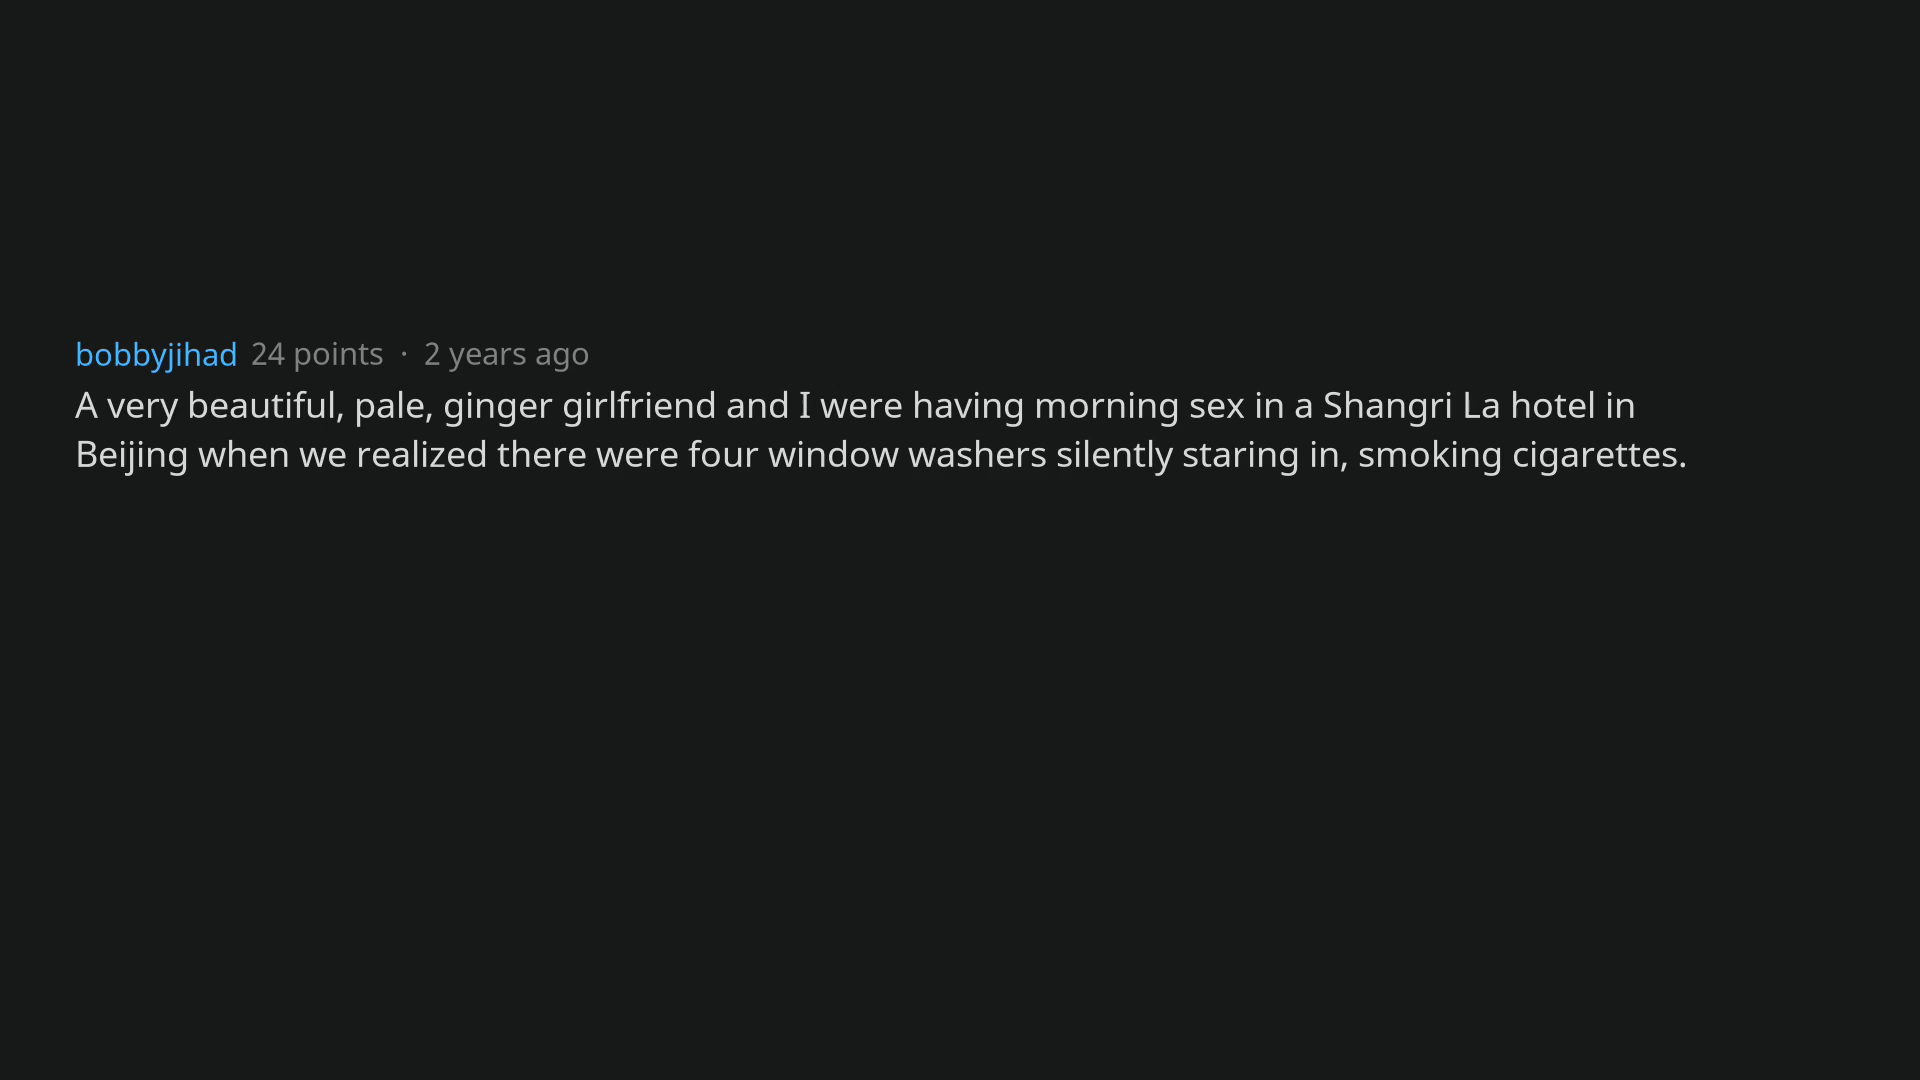 bobbyjihad 24 points · 2 years ago
A very beautiful, pale, ginger girlfriend and I were having morning sex in a Shangri La hotel in
Beijing when we realized there were four window washers silently staring in, smoking cigarettes.